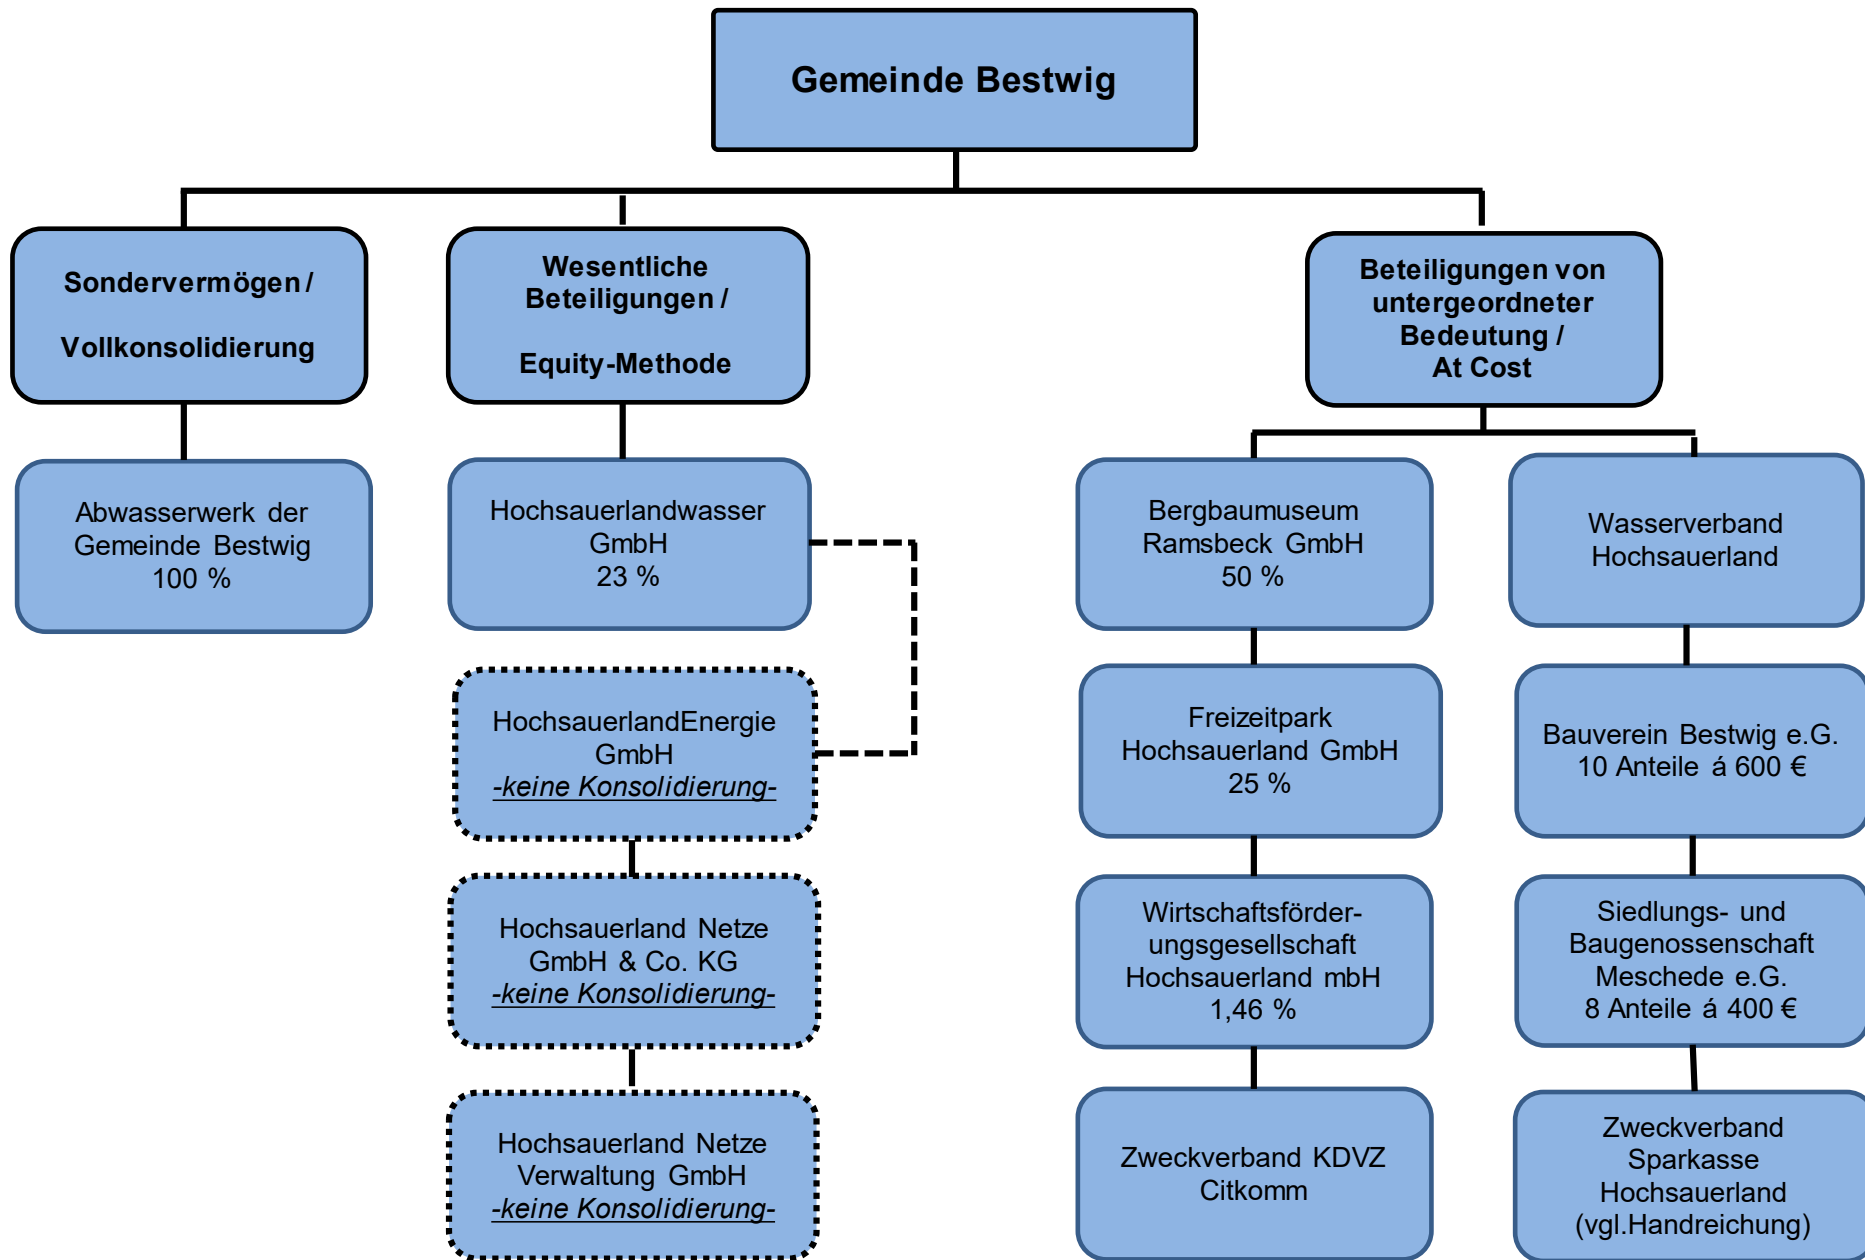 Gemeinde Bestwig
Sondervermögen /
Vollkonsolidierung
Wesentliche
Beteiligungen /
Equity-Methode
Beteiligungen von
untergeordneter
Bedeutung /
At Cost
Abwasserwerk der
Gemeinde Bestwig
100 %
Hochsauerlandwasser
GmbH
23 %
HochsauerlandEnergie
GmbH
-keine Konsolidierung-
Hochsauerland Netze
GmbH & Co. KG
-keine Konsolidierung-
Hochsauerland Netze
Verwaltung GmbH
-keine Konsolidierung-
Bergbaumuseum
Ramsbeck GmbH
50 %
Freizeitpark
Hochsauerland GmbH
25 %
Wirtschaftsförder-
ungsgesellschaft
Hochsauerland mbH
1,46 %
Zweckverband KDVZ
Citkomm
Wasserverband
Hochsauerland
Bauverein Bestwig e.G.
10 Anteile á 600 €
Siedlungs- und
Baugenossenschaft
Meschede e.G.
8 Anteile á 400 €
Zweckverband
Sparkasse
Hochsauerland
(vgl.Handreichung)